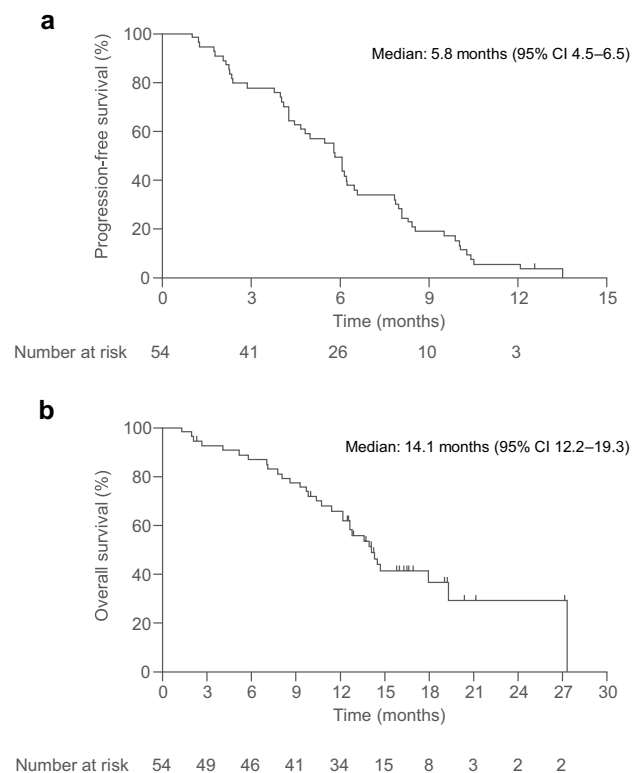 a
Median: 5.8 months (95% CI 4.5–6.5)
Progression-free survival (%)
100
80
60
40
20
0
0 3 6 9 12 15
Time (months)
Number at risk 54 41 26 10 3
b
Median: 14.1 months (95% CI 12.2–19.3)
Overall survival (%)
100
80
60
40
20
0
0 3 6 9 12 15 18 21 24 27 30
Time (months)
Number at risk 54 49 46 41 34 15 8 3 2 2